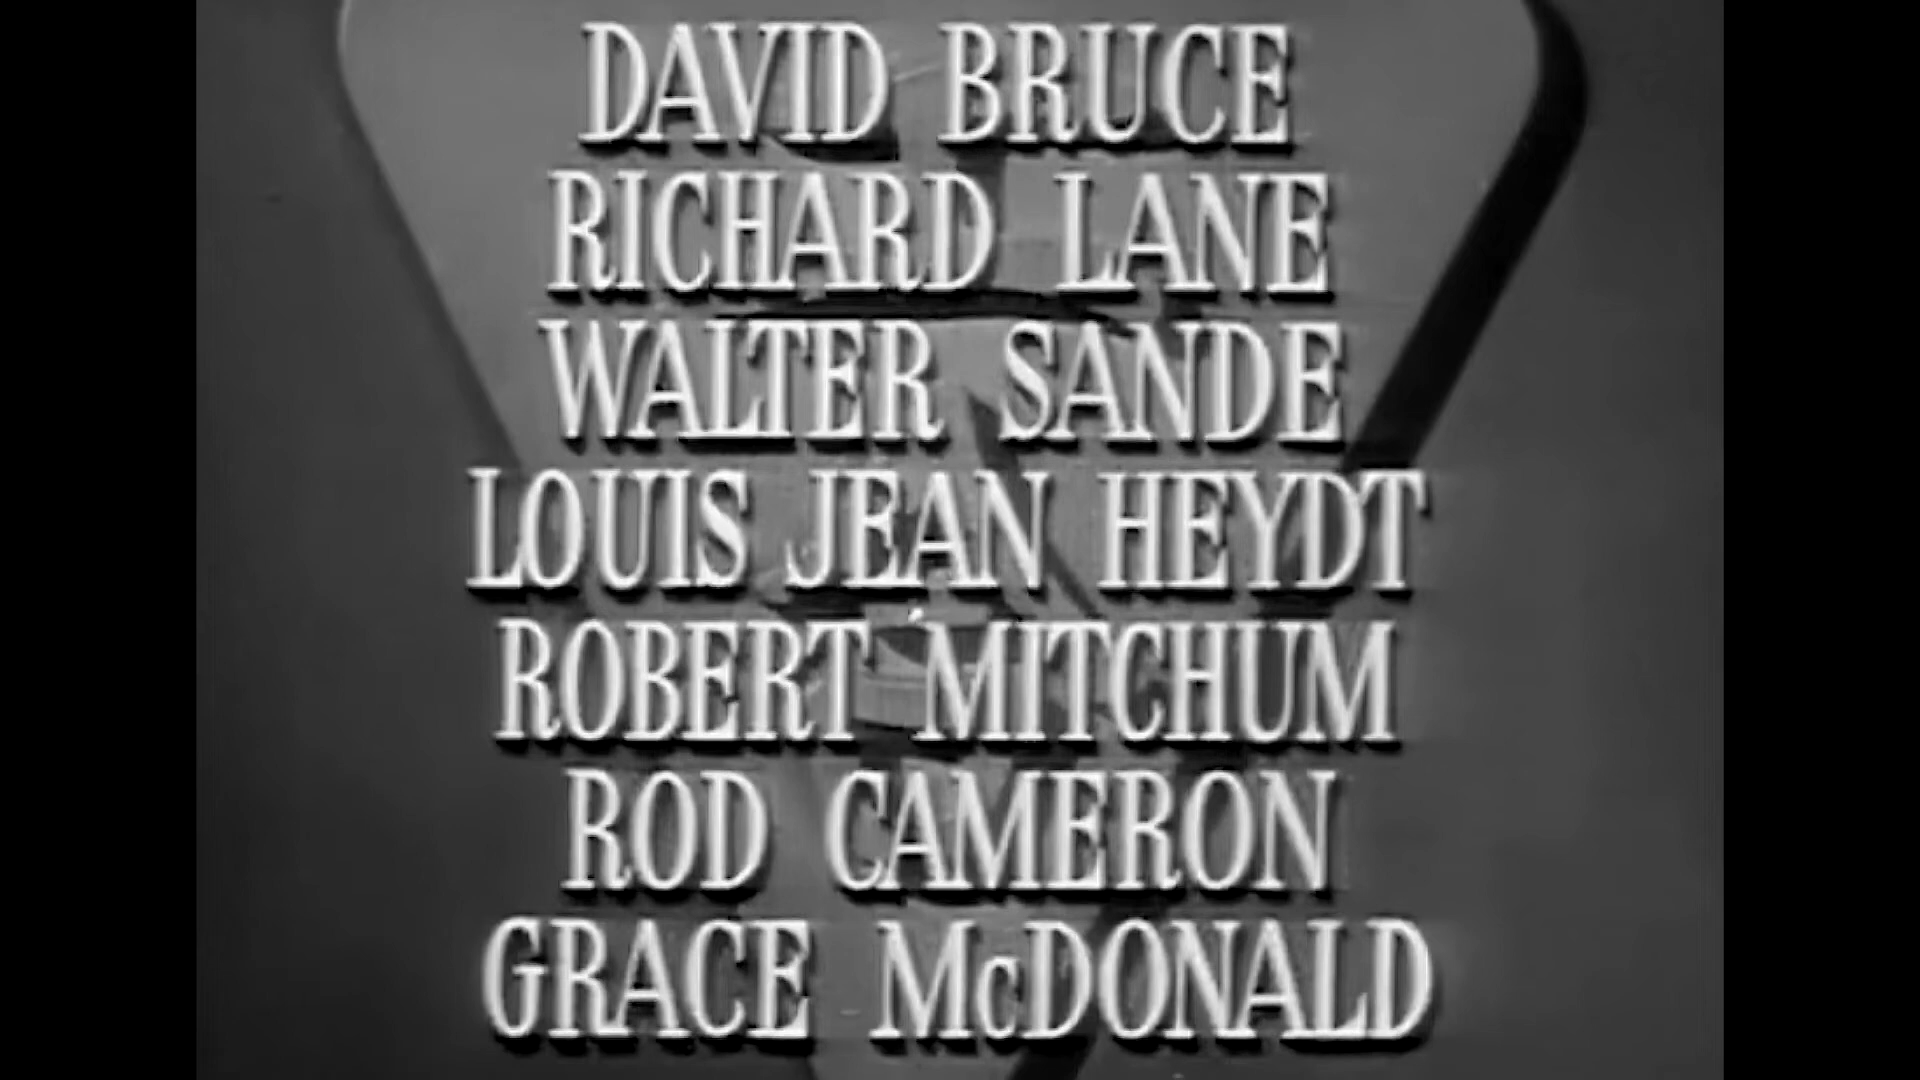 DAVID BRUCE
RICHARD LANE
WALTER SANDE
LOUIS JEAN HEYDT
ROBERT MITCHUM
ROD CAMERON
GRACE McDONALD